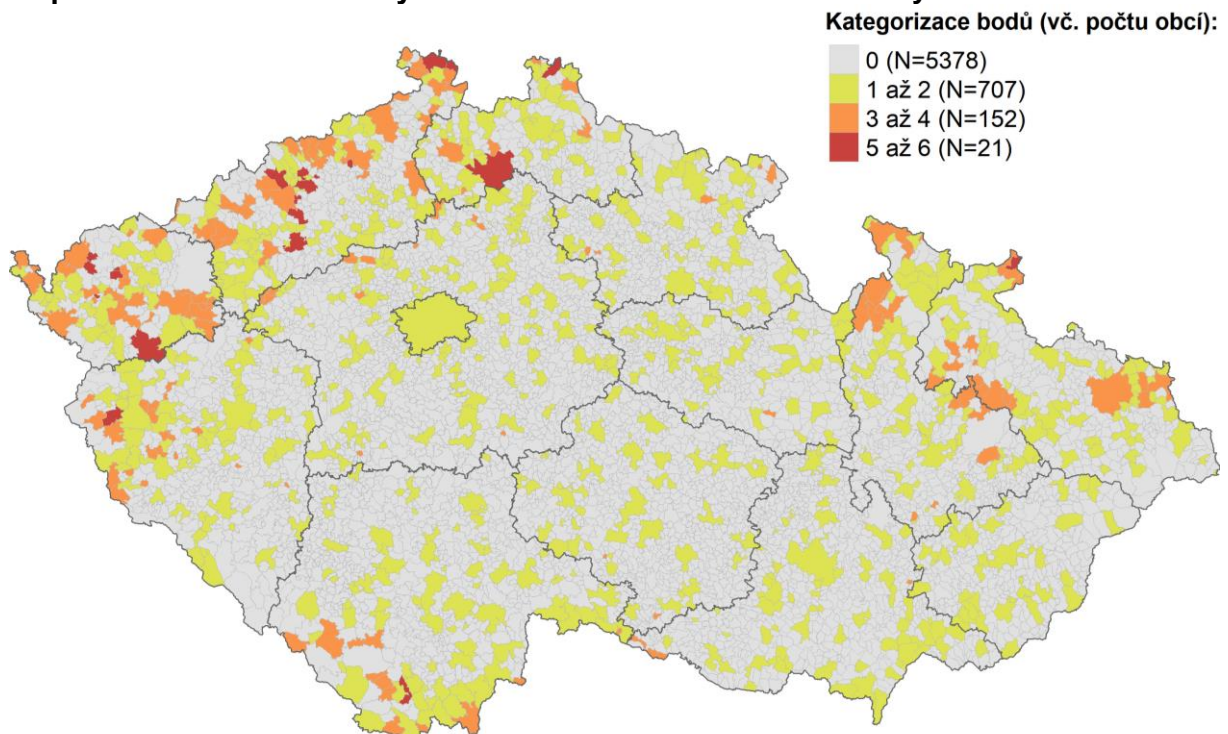 Kategorizace bodů (vč. počtu obcí):
0 (N=5378)
1 až 2 (N=707)
3 až 4 (N=152)
5 až 6 (N=21)